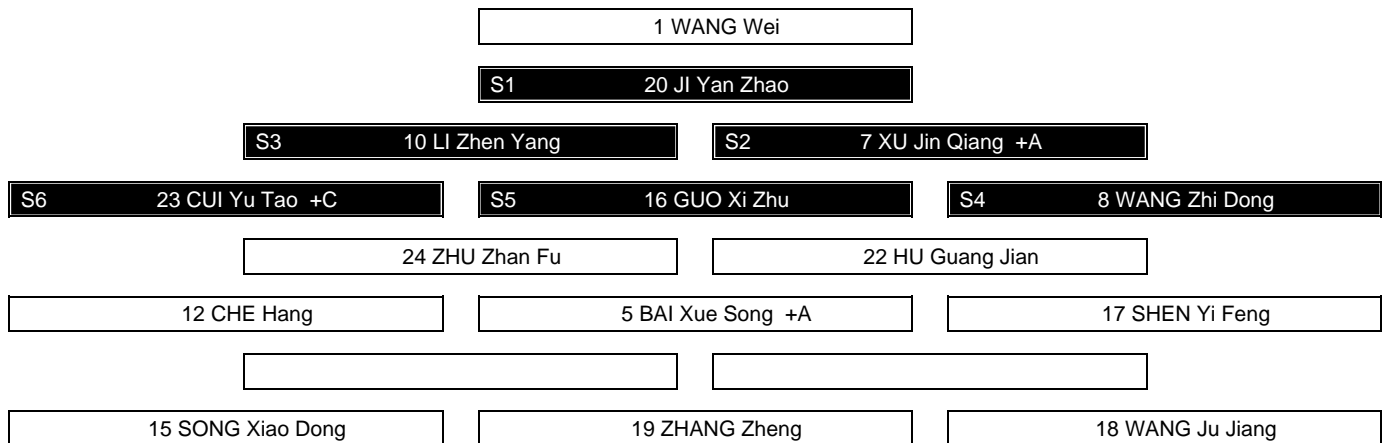 1 WANG Wei
S1 20 JI Yan Zhao
S3 10 LI Zhen Yang S2 7 XU Jin Qiang +A
S6 23 CUI Yu Tao +C S5 16 GUO Xi Zhu S4 8 WANG Zhi Dong
24 ZHU Zhan Fu 22 HU Guang Jian
12 CHE Hang 5 BAI Xue Song +A 17 SHEN Yi Feng
15 SONG Xiao Dong 19 ZHANG Zheng 18 WANG Ju Jiang